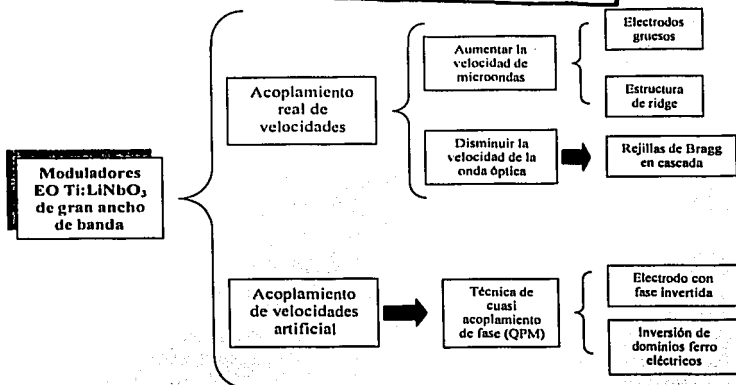 Moduladores
EO Ti:LiNbO₃
de gran ancho
de banda
Acoplamiento
real de
velocidades
Aumentar la
velocidad de
microondas
Electrodos
gruesos
Estructura
de ridge
Disminuir la
velocidad de la
onda óptica
Rejillas de Bragg
en cascada
Acoplamiento
de velocidades
artificial
Técnica de
cuasi
acoplamiento
de fase (QPM)
Electrodo con
fase invertida
Inversión de
dominios ferro
eléctricos